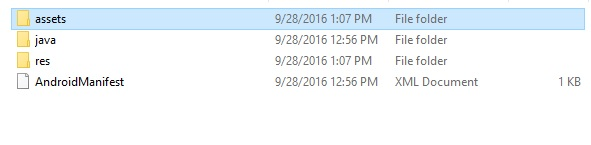 assets 9/28/2016 1:07 PM File folder
java 9/28/2016 12:56 PM File folder
res 9/28/2016 1:07 PM File folder
AndroidManifest 9/28/2016 12:56 PM XML Document 1 KB